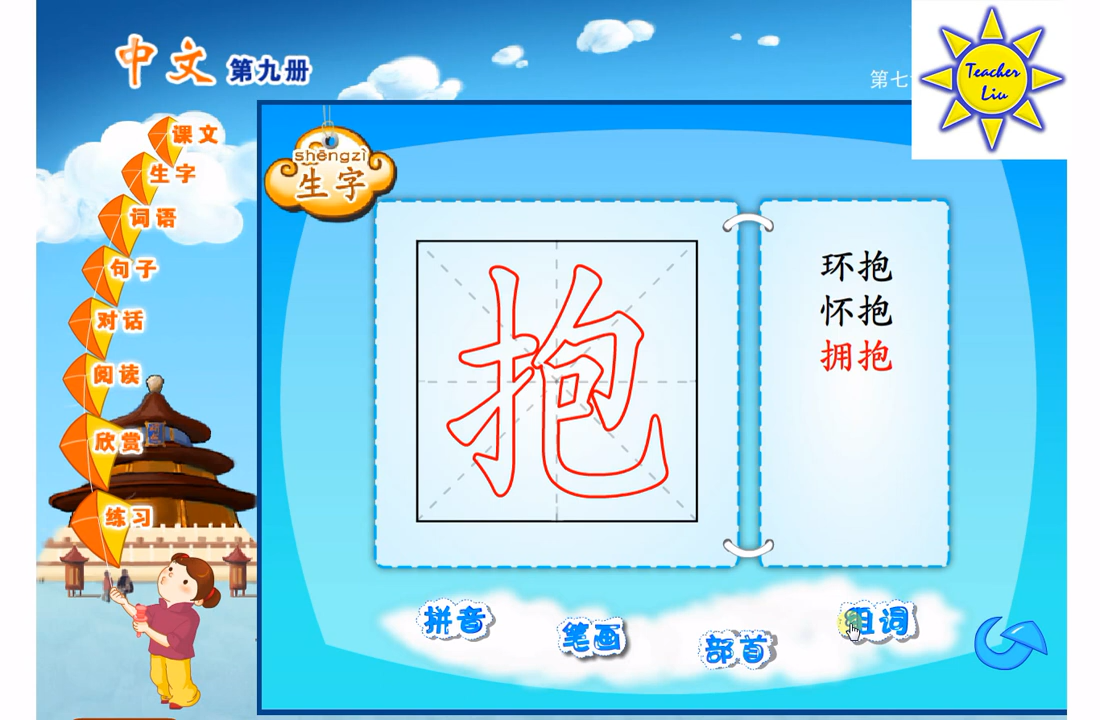 中文 第九册
第七
Teacher
Liu
课文
生字
词语
句子
对话
阅读
欣赏
练习
shēngzì
生字
抱
环抱
怀抱
拥抱
拼音
笔画
部首
组词